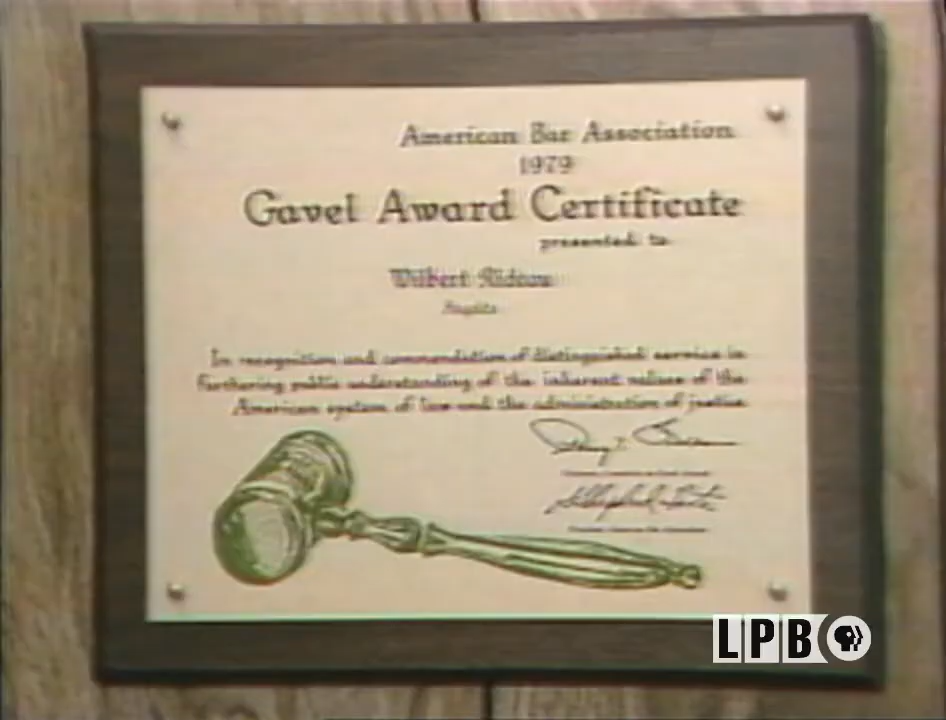 American Bar Association
1979
Gavel Award Certificate
presented to
Wilbert Rideau
Angolite
In recognition and commendation of distinguished service in
furthering public understanding of the inherent values of the
American system of law and the administration of justice
LPB